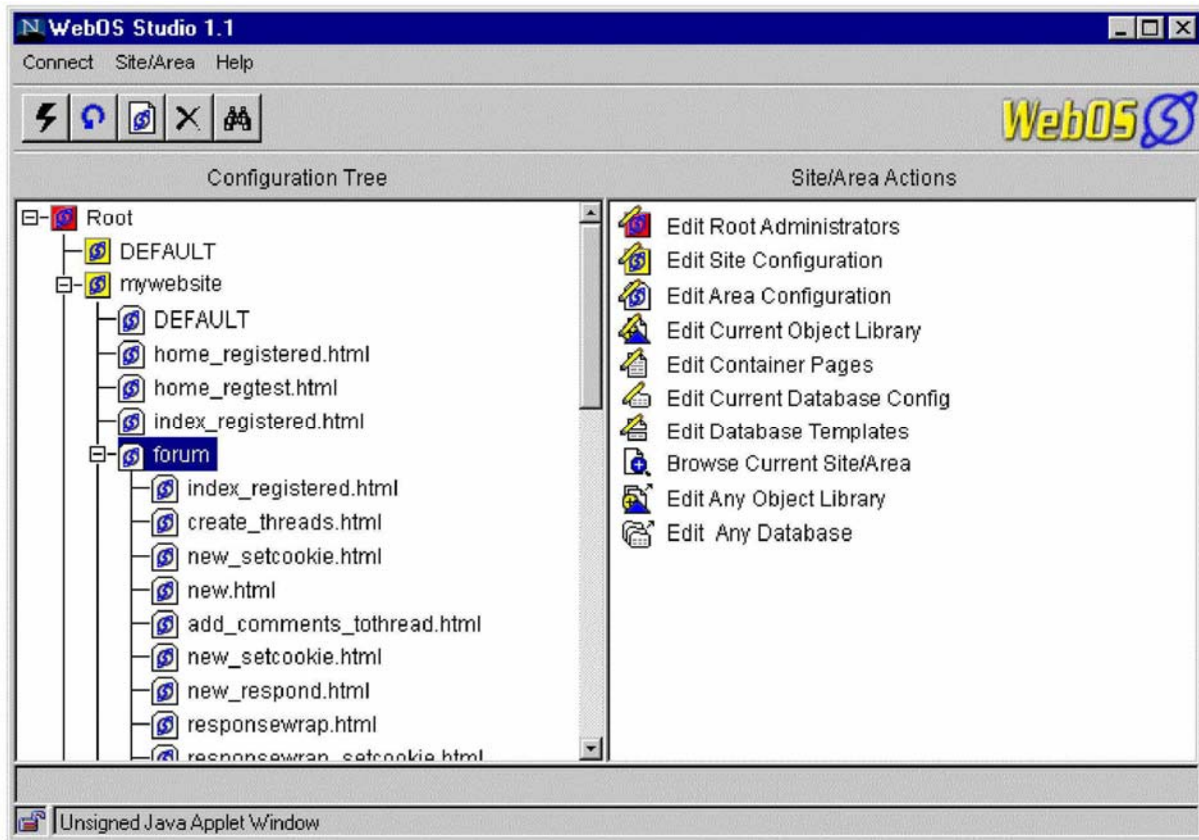 WebOS Studio 1.1
Connect Site/Area Help
WebOS
Configuration Tree
Site/Area Actions
Root
DEFAULT
mywebsite
DEFAULT
home_registered.html
home_regtest.html
index_registered.html
forum
index_registered.html
create_threads.html
new_setcookie.html
new.html
add_comments_tothread.html
new_setcookie.html
new_respond.html
responsewrap.html
responsewrap_setcookie.html
Edit Root Administrators
Edit Site Configuration
Edit Area Configuration
Edit Current Object Library
Edit Container Pages
Edit Current Database Config
Edit Database Templates
Browse Current Site/Area
Edit Any Object Library
Edit Any Database
Unsigned Java Applet Window